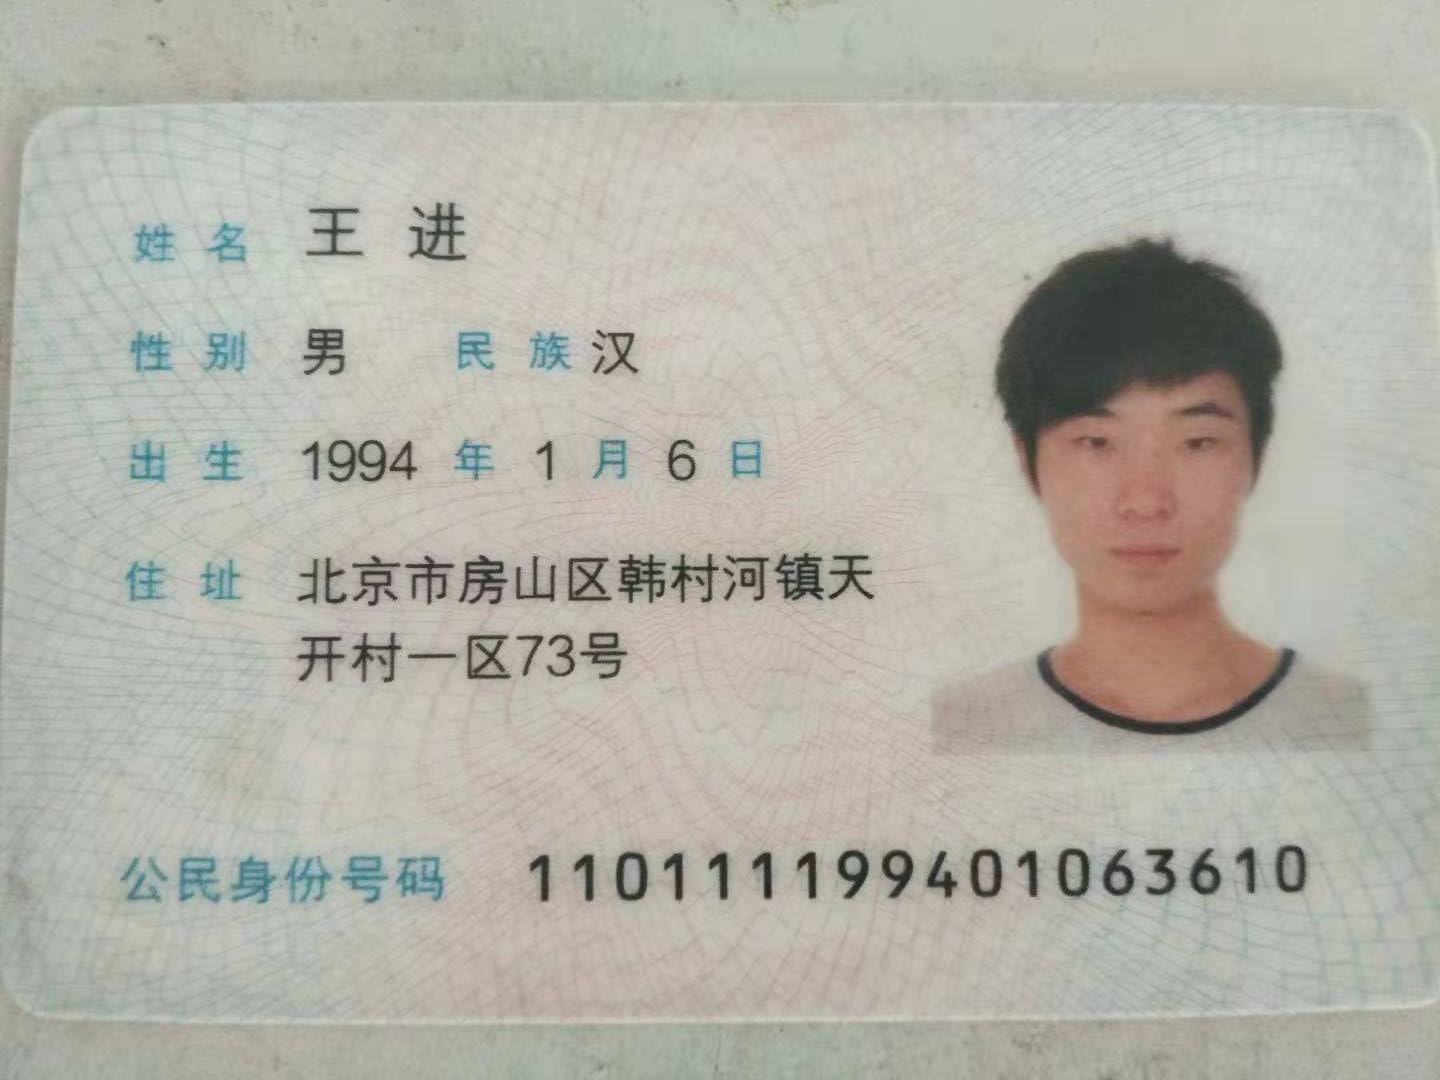 姓名 王进
性别 男 民族 汉
出生 1994 年 1 月 6 日
住址 北京市房山区韩村河镇天
开村一区73号
公民身份号码 110111199401063610